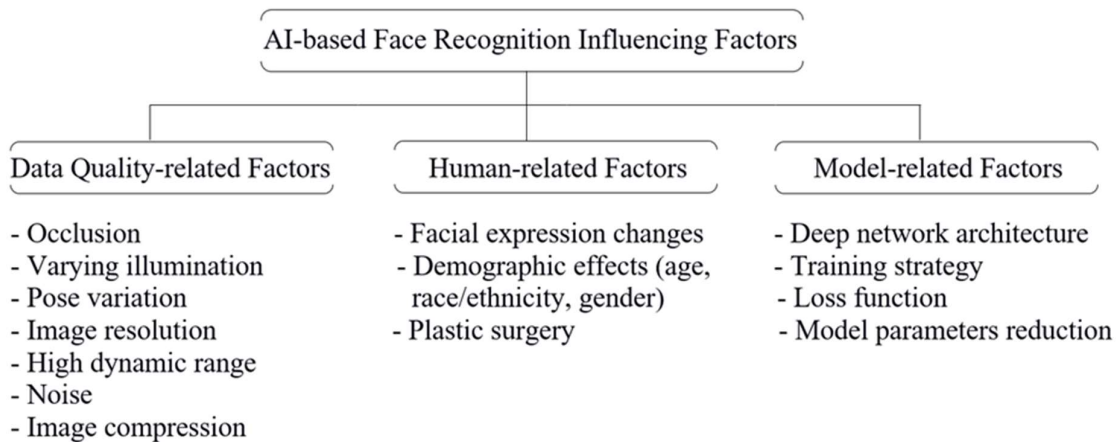 AI-based Face Recognition Influencing Factors
Data Quality-related Factors
- Occlusion
- Varying illumination
- Pose variation
- Image resolution
- High dynamic range
- Noise
- Image compression
Human-related Factors
- Facial expression changes
- Demographic effects (age,
race/ethnicity, gender)
- Plastic surgery
Model-related Factors
- Deep network architecture
- Training strategy
- Loss function
- Model parameters reduction